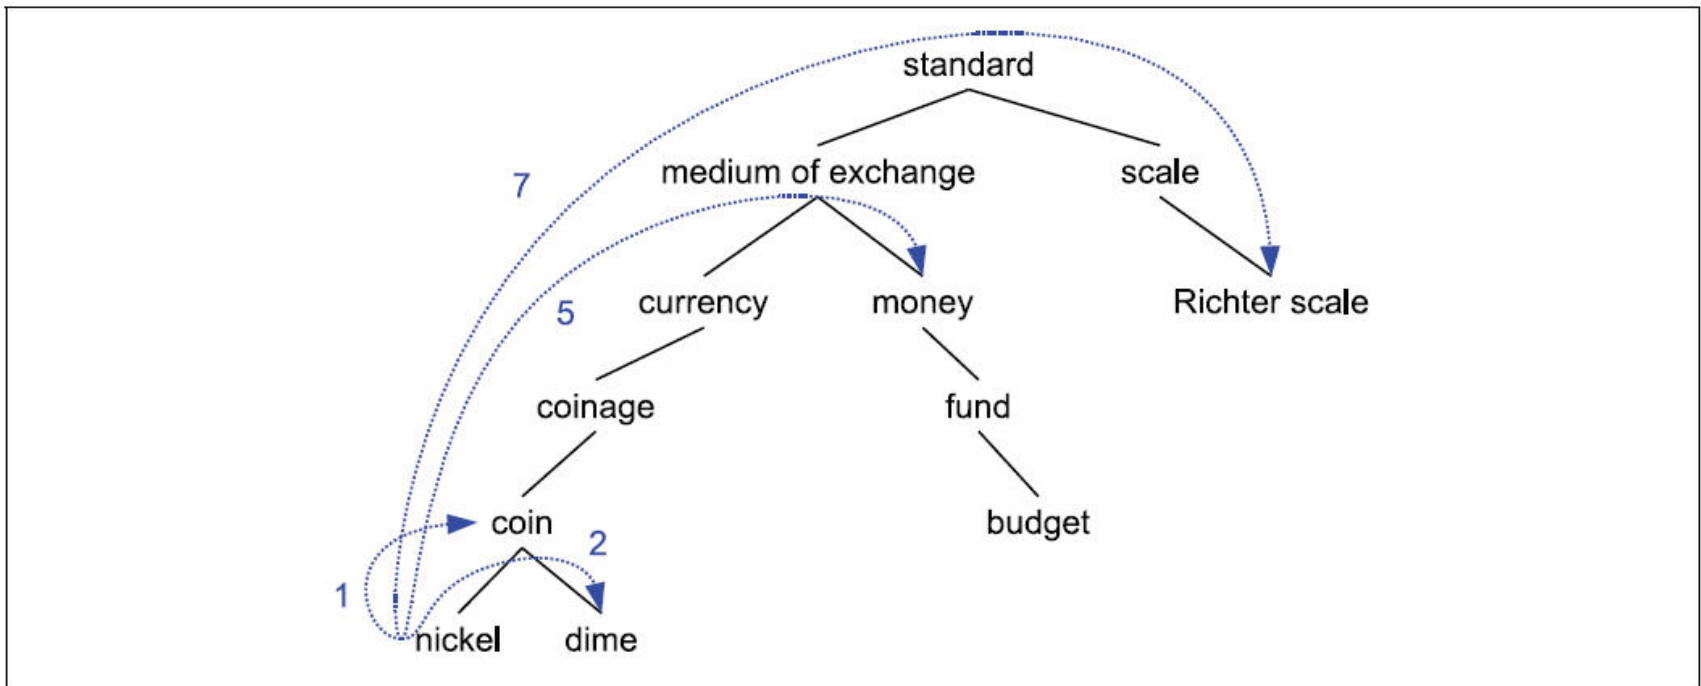 standard
7
medium of exchange
scale
5
currency
money
Richter scale
coinage
fund
coin
2
budget
1
nickel
dime